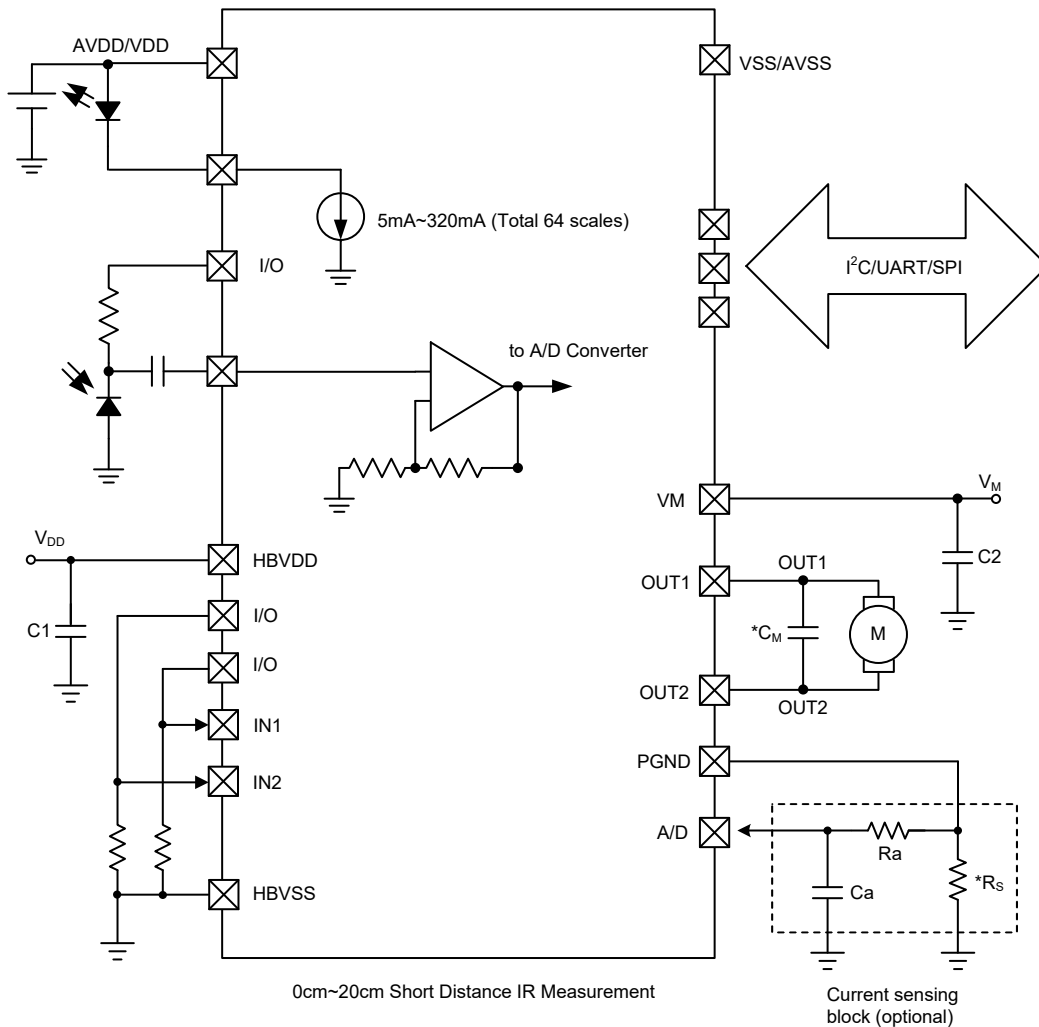 AVDD/VDD
VSS/AVSS
5mA~320mA (Total 64 scales)
I/O
I²C/UART/SPI
to A/D Converter
VM
V_M
V_DD
HBVDD
C2
OUT1
OUT1
I/O
C1
*C_M
M
I/O
OUT2
OUT2
IN1
PGND
IN2
A/D
Ra
*R_S
Ca
HBVSS
0cm~20cm Short Distance IR Measurement
Current sensing
block (optional)